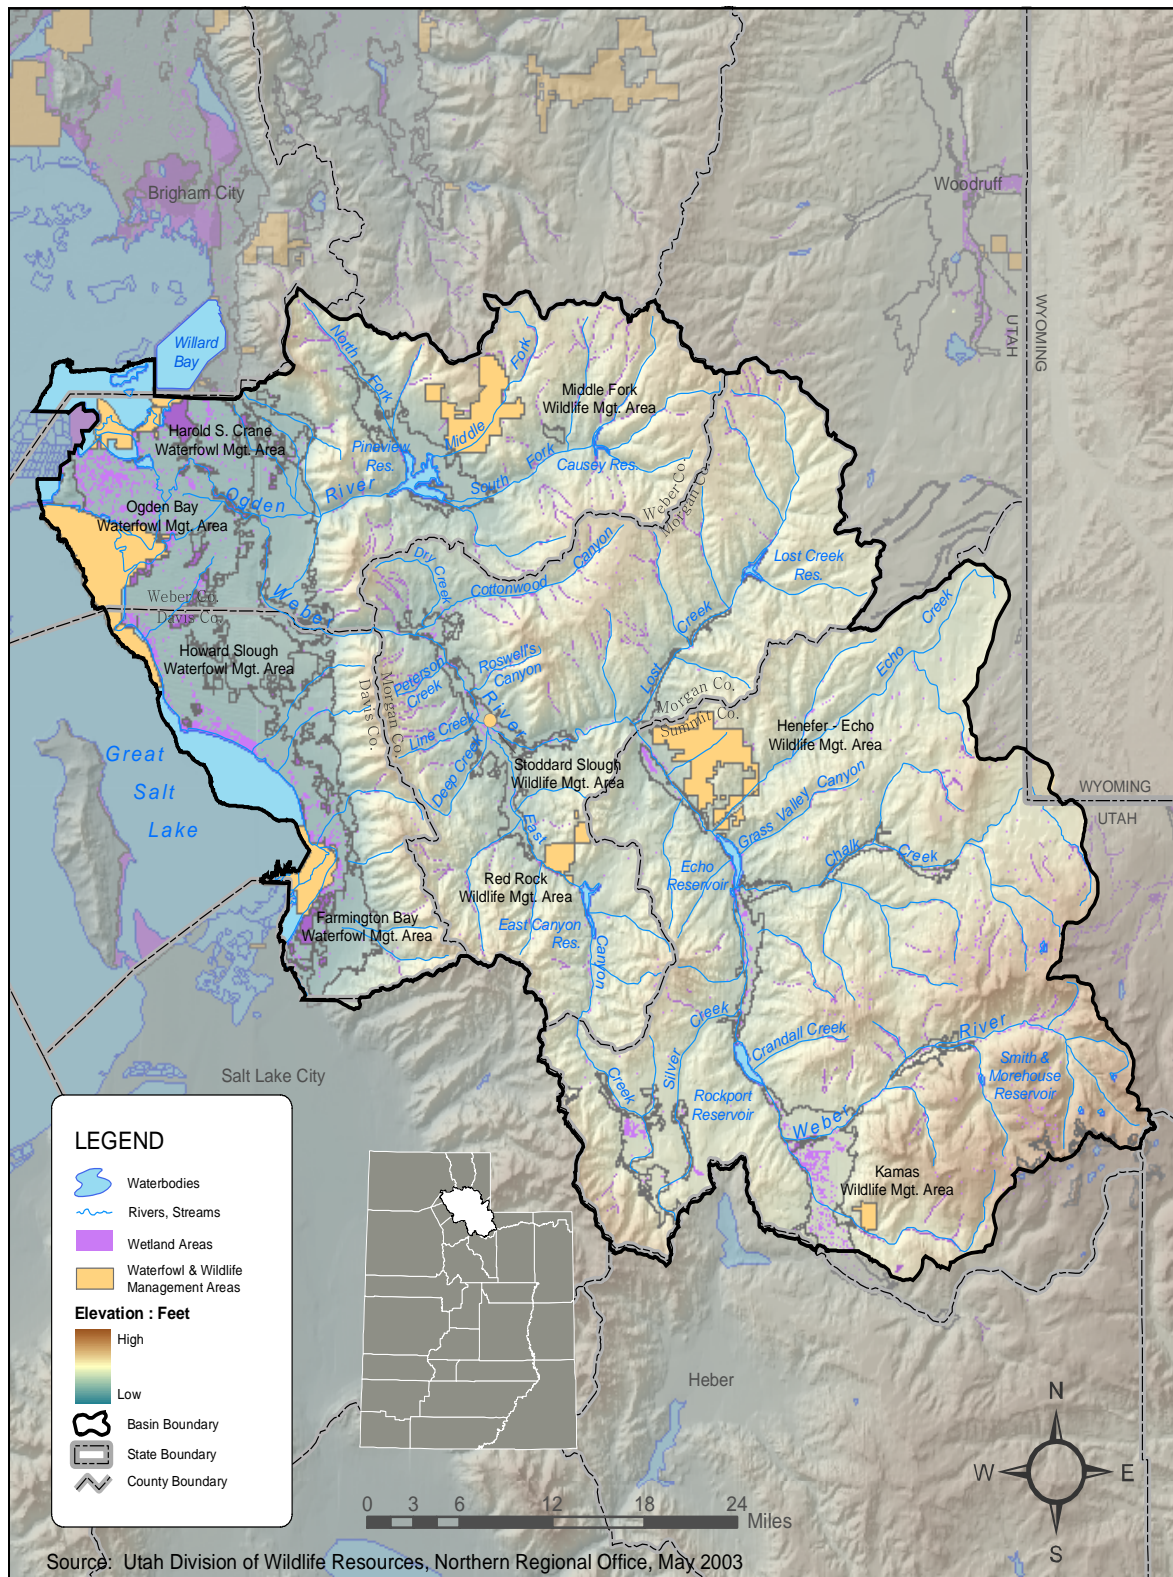 Brigham City
Woodruff
WYOMING
UTAH
Willard
Bay
North
Fork
Middle
Fork
Middle Fork
Wildlife Mgt. Area
Harold S. Crane
Waterfowl Mgt. Area
Pineview
Res.
South
Fork
Causey Res.
Weber Co.
Morgan Co.
Ogden
River
Ogden Bay
Waterfowl Mgt. Area
Dry Creek
Cottonwood
Canyon
Lost Creek
Res.
Weber Co.
Davis Co.
Weber
River
Howard Slough
Waterfowl Mgt. Area
Peterson
Creek
Roswell's
Canyon
Lost
Creek
Echo
Creek
Morgan Co.
Davis Co.
Morgan Co.
Summit Co.
Line Creek
Deep Creek
Henefer - Echo
Wildlife Mgt. Area
Great
Salt
Lake
Stoddard Slough
Wildlife Mgt. Area
Grass Valley Canyon
WYOMING
UTAH
East
Canyon
Creek
Chalk
Creek
Echo
Reservoir
Red Rock
Wildlife Mgt. Area
East Canyon
Res.
Farmington Bay
Waterfowl Mgt. Area
Silver
Creek
Crandall Creek
Weber
River
Smith &
Morehouse
Reservoir
Rockport
Reservoir
Salt Lake City
Kamas
Wildlife Mgt. Area
Heber
LEGEND
Waterbodies
Rivers, Streams
Wetland Areas
Waterfowl & Wildlife
Management Areas
Elevation : Feet
High
Low
Basin Boundary
State Boundary
County Boundary
N
W E
S
0 3 6 12 18 24
Miles
Source: Utah Division of Wildlife Resources, Northern Regional Office, May 2003